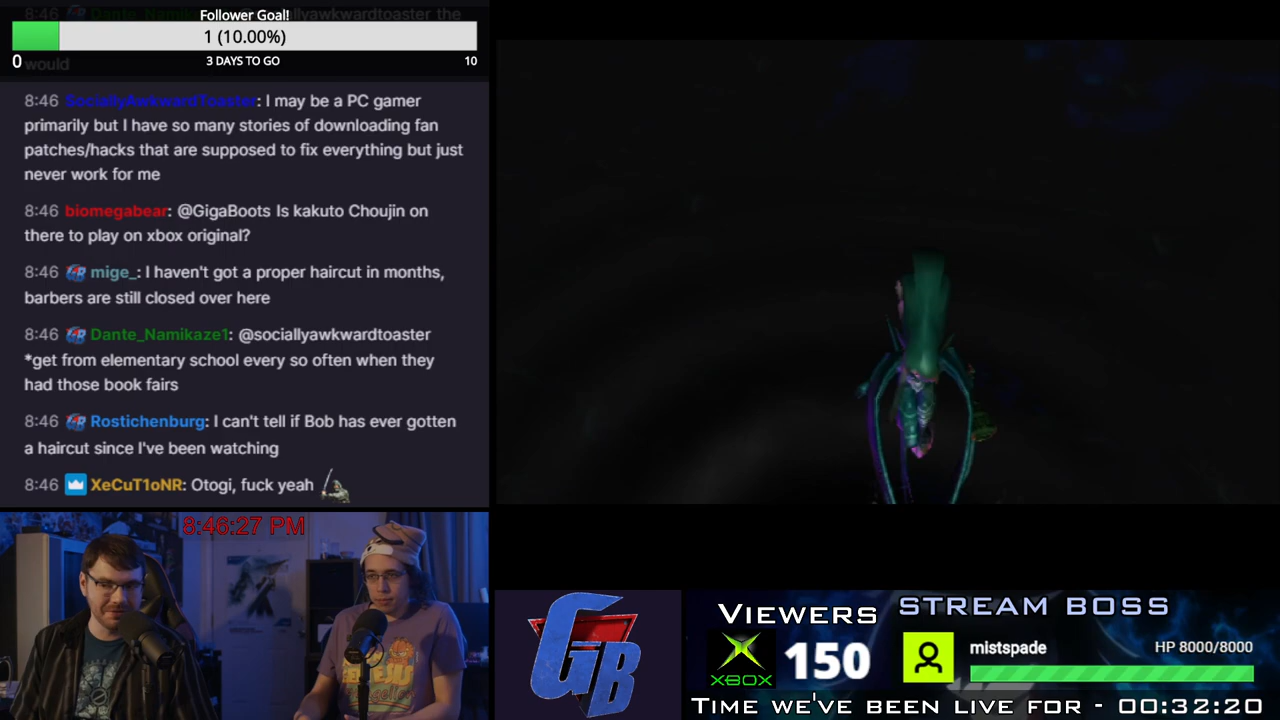 Dante_Namikaze1: @sociallyawkwardtoaster the
Follower Goal!
1 (10.00%)
0 3 DAYS TO GO 10
would
8:46 SociallyAwkwardToaster: I may be a PC gamer
primarily but I have so many stories of downloading fan
patches/hacks that are supposed to fix everything but just
never work for me
8:46 biomegabear: @GigaBoots Is kakuto Choujin on
there to play on xbox original?
8:46 mige_: I haven't got a proper haircut in months,
barbers are still closed over here
8:46 Dante_Namikaze1: @sociallyawkwardtoaster
*get from elementary school every so often when they
had those book fairs
8:46 Rostichenburg: I can't tell if Bob has ever gotten
a haircut since I've been watching
8:46 XeCuT1oNR: Otogi, fuck yeah
8:46:27 PM
GB
VIEWERS
XBOX
150
STREAM BOSS
mistspade HP 8000/8000
TIME WE'VE BEEN LIVE FOR - 00:32:20